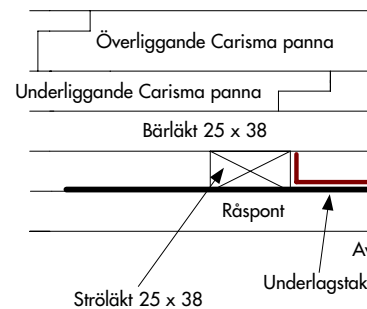 Överliggande Carisma panna
Underliggande Carisma panna
Bärläkt 25 x 38
Råspont
Underlagstak
Ströläkt 25 x 38